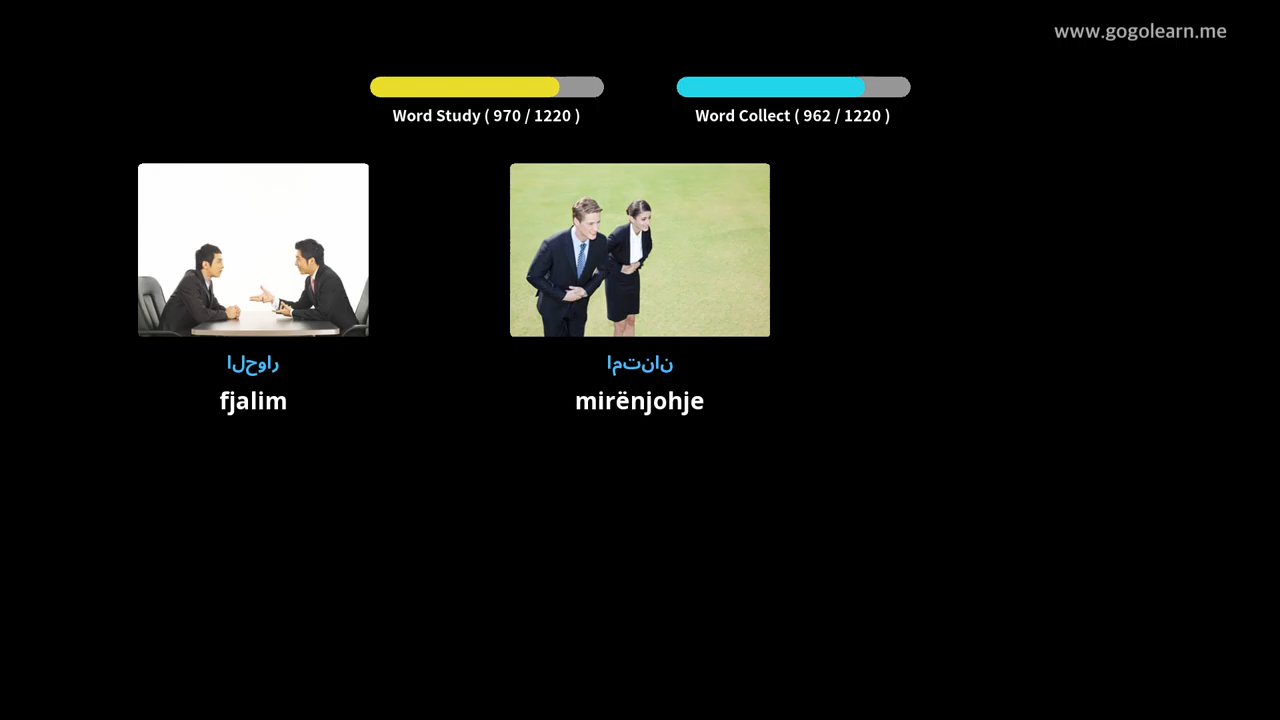 www.gogolearn.me
Word Study ( 970 / 1220 )
Word Collect ( 962 / 1220 )
الحوار
امتنان
fjalim
mirënjohje